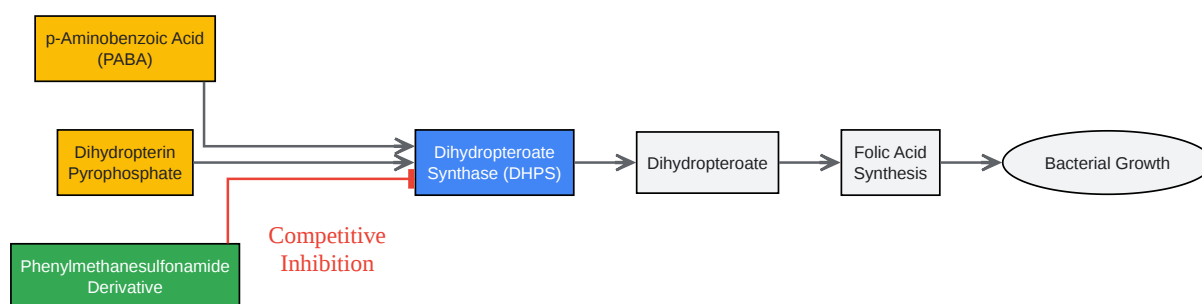 p-Aminobenzoic Acid
(PABA)
Dihydropterin
Pyrophosphate
Dihydropteroate
Synthase (DHPS)
Dihydropteroate
Folic Acid
Synthesis
Bacterial Growth
Phenylmethanesulfonamide
Derivative
Competitive
Inhibition